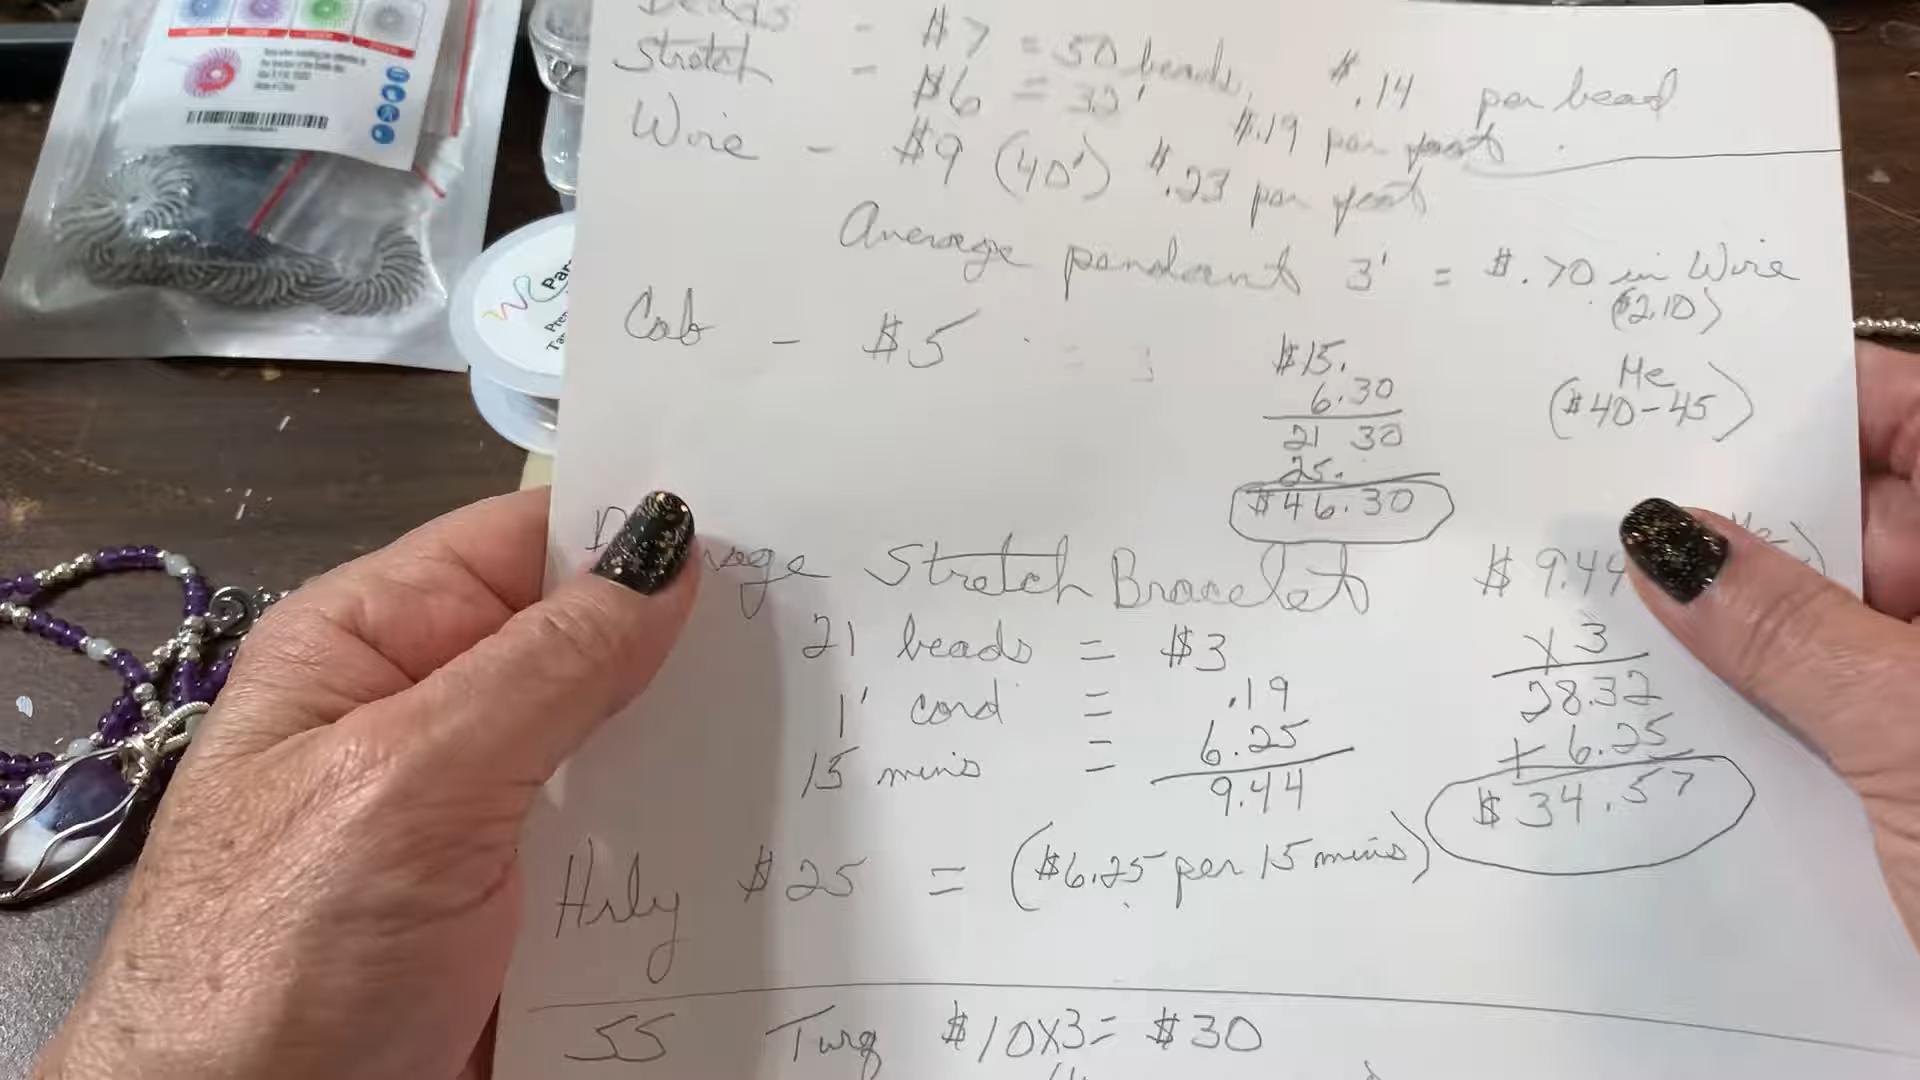 Beads - $7 = 50 beads, $.14 per bead
Stretch - $6 = 32' $.19 per foot
Wire - $9 (40') $.23 per foot
Average pendant 3' = $.70 in Wire
($2.10)
Cab - $5
$15.
6.30
21 30
25.
$46.30
Me
($40-45)
Stretch Bracelet $ 9.44
21 beads = $3
1' cord = .19
15 mins = 6.25
9.44
x 3
28.32
+ 6.25
$ 34.57
Hrly $25 = ($6.25 per 15 mins)
SS Turq $10x3= $30